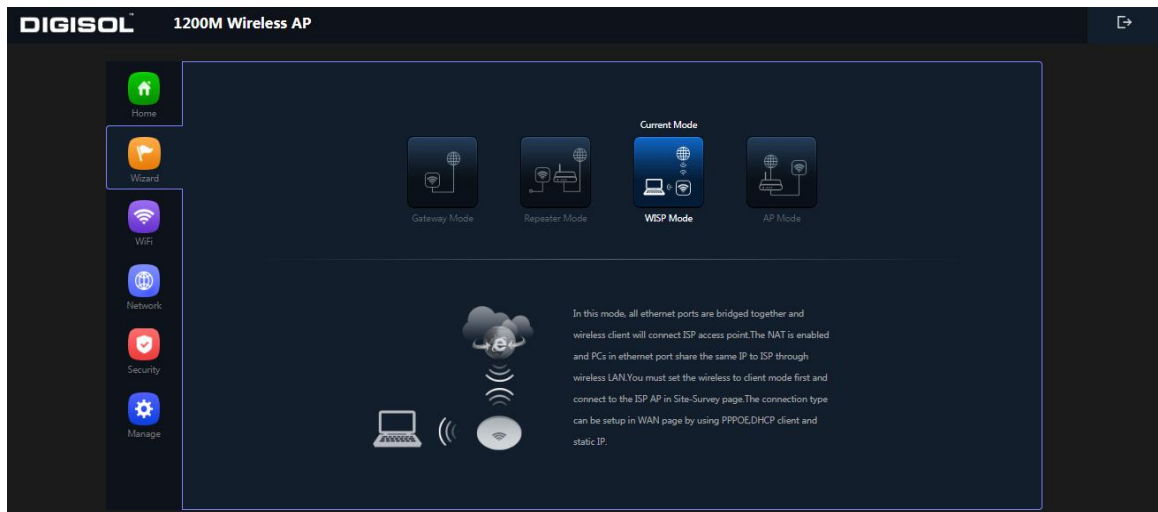 DIGISOL 1200M Wireless AP
Home
Wizard
WiFi
Network
Security
Manage
Current Mode
Gateway Mode Repeater Mode WISP Mode AP Mode
In this mode, all ethernet ports are bridged together and
wireless client will connect ISP access point.The NAT is enabled
and PCs in ethernet port share the same IP to ISP through
wireless LAN.You must set the wireless to client mode first and
connect to the ISP AP in Site-Survey page.The connection type
can be setup in WAN page by using PPPOE,DHCP client and
static IP.